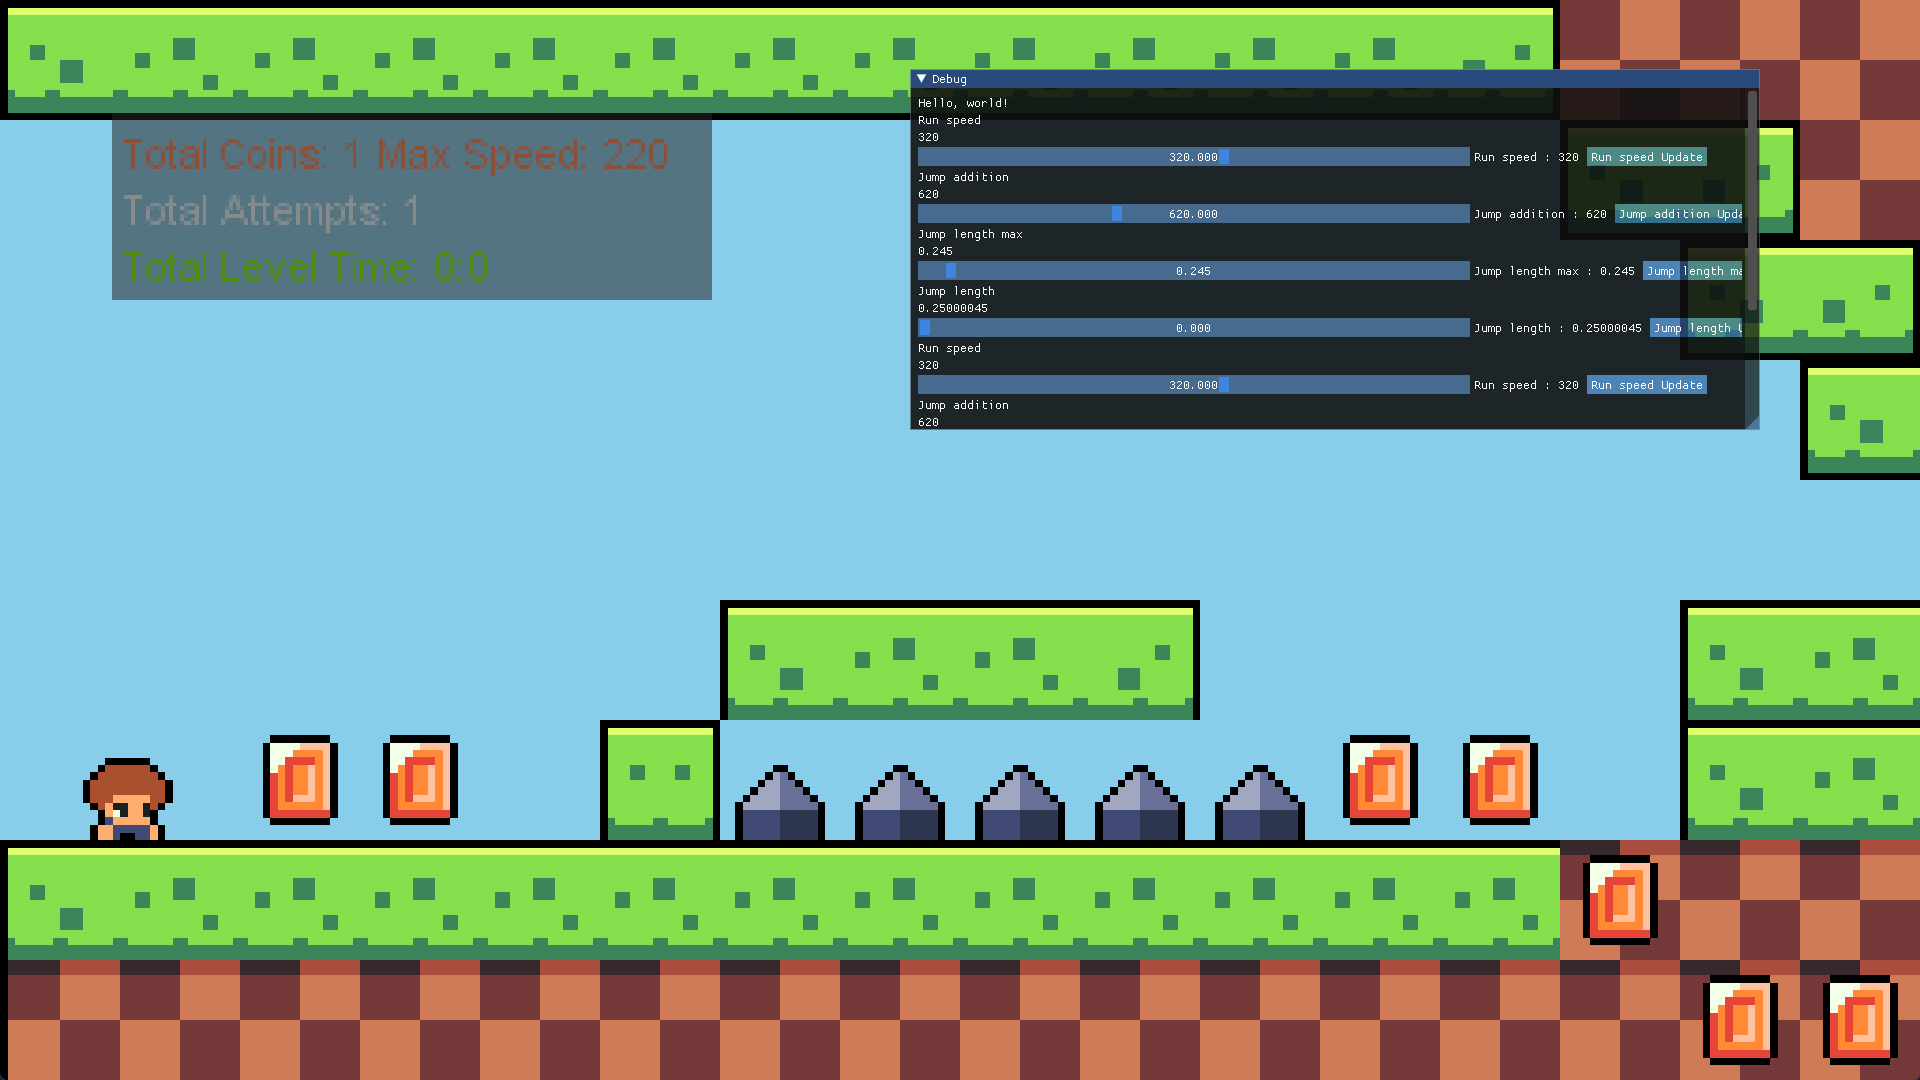 Total Coins: 1 Max Speed: 220
Total Attempts: 1
Total Level Time: 0:0
Debug
Hello, world!
Run speed
320
320.000 Run speed : 320 Run speed Update
Jump addition
620
620.000 Jump addition : 620 Jump addition Upda
Jump length max
0.245
0.245 Jump length max : 0.245 Jump length ma
Jump length
0.25000045
0.000 Jump length : 0.25000045 Jump length U
Run speed
320
320.000 Run speed : 320 Run speed Update
Jump addition
620